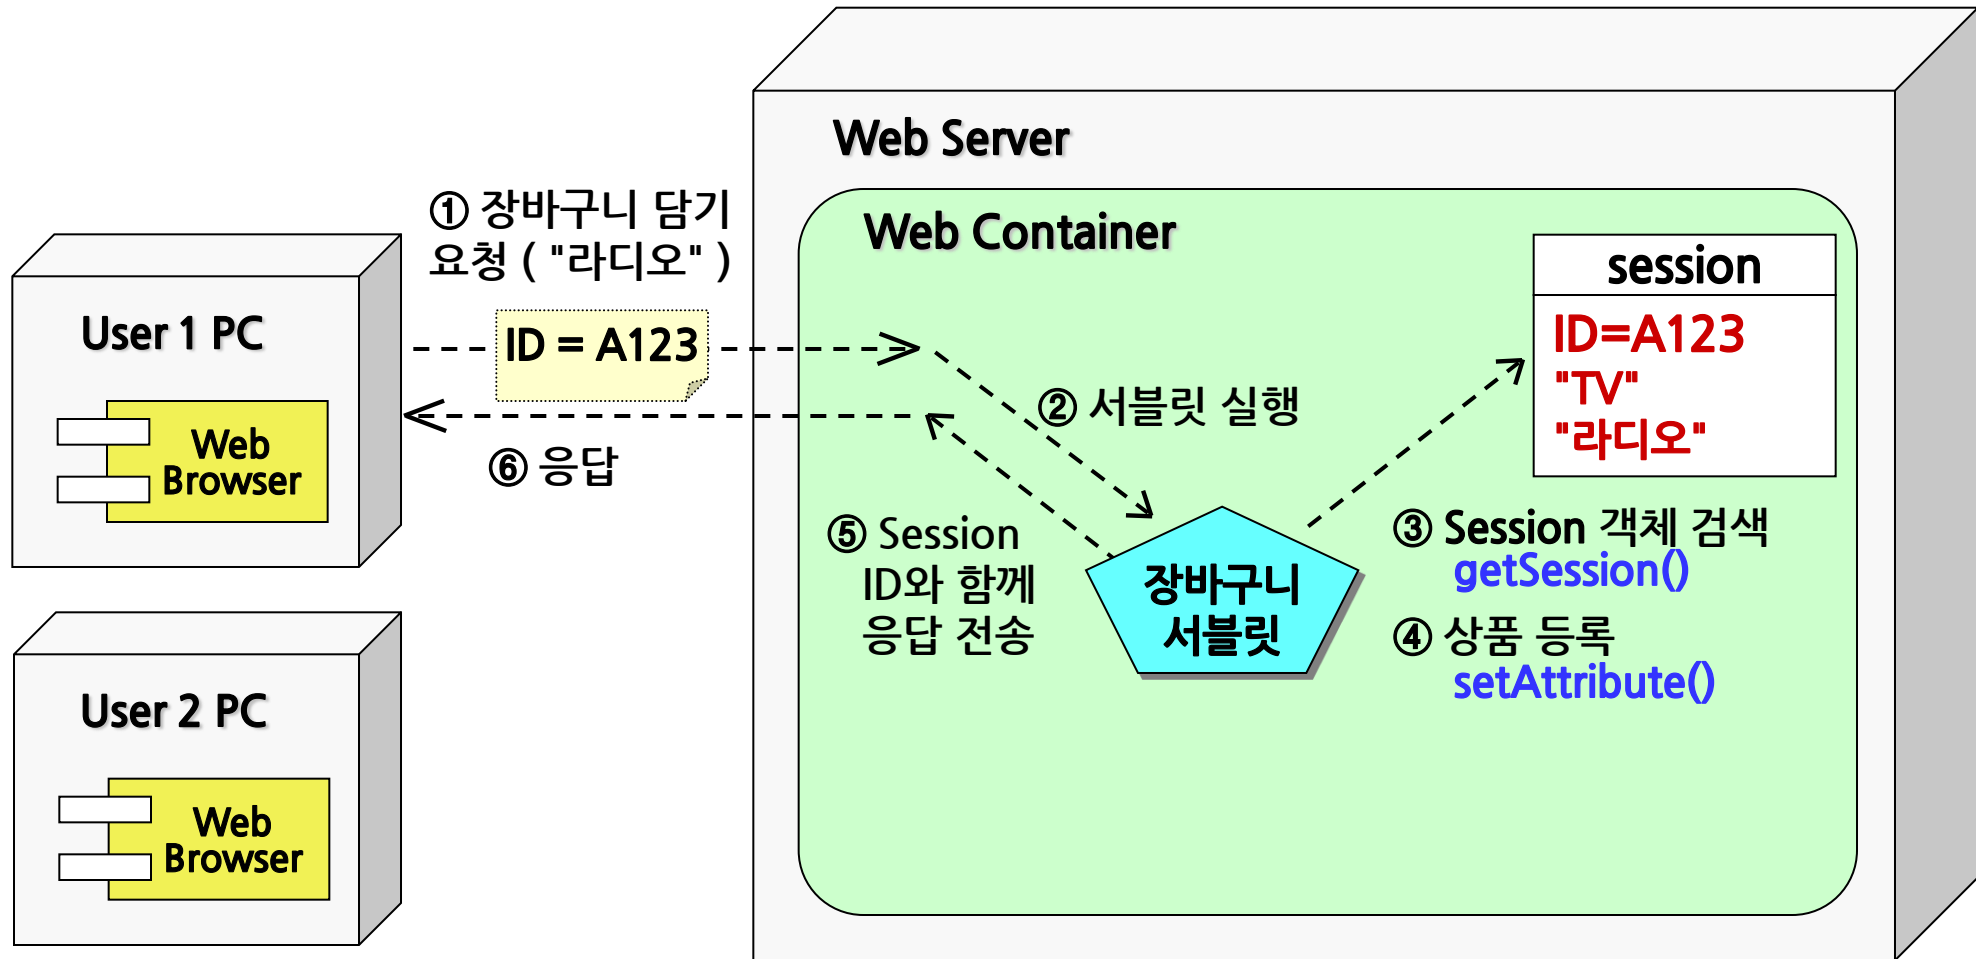 Web Server
Web Container
① 장바구니 담기
요청 ( "라디오" )
User 1 PC
ID = A123
Web
Browser
⑥ 응답
② 서블릿 실행
session
ID=A123
"TV"
"라디오"
⑤ Session
ID와 함께
응답 전송
장바구니
서블릿
③ Session 객체 검색
getSession()
④ 상품 등록
setAttribute()
User 2 PC
Web
Browser